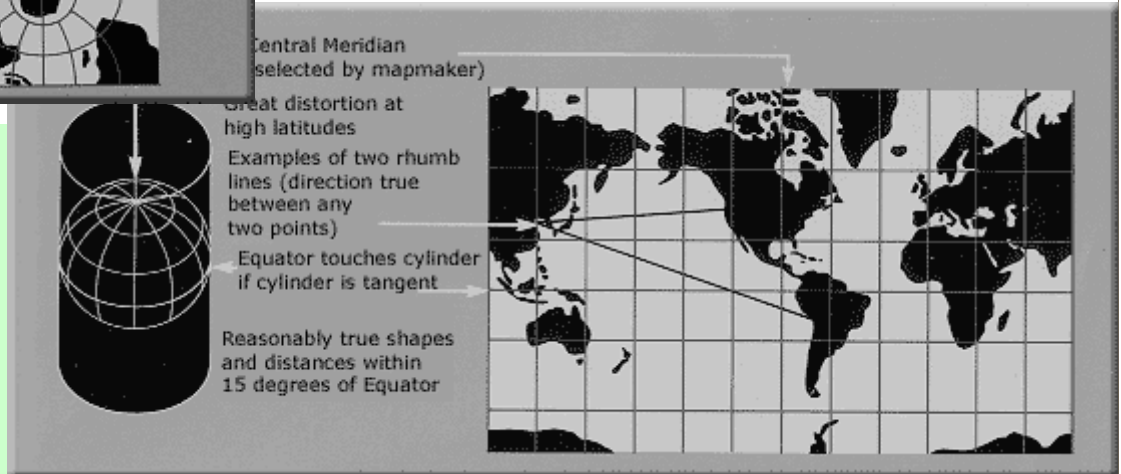 Central Meridian
selected by mapmaker)
Great distortion at
high latitudes
Examples of two rhumb
lines (direction true
between any
two points)
Equator touches cylinder
if cylinder is tangent
Reasonably true shapes
and distances within
15 degrees of Equator